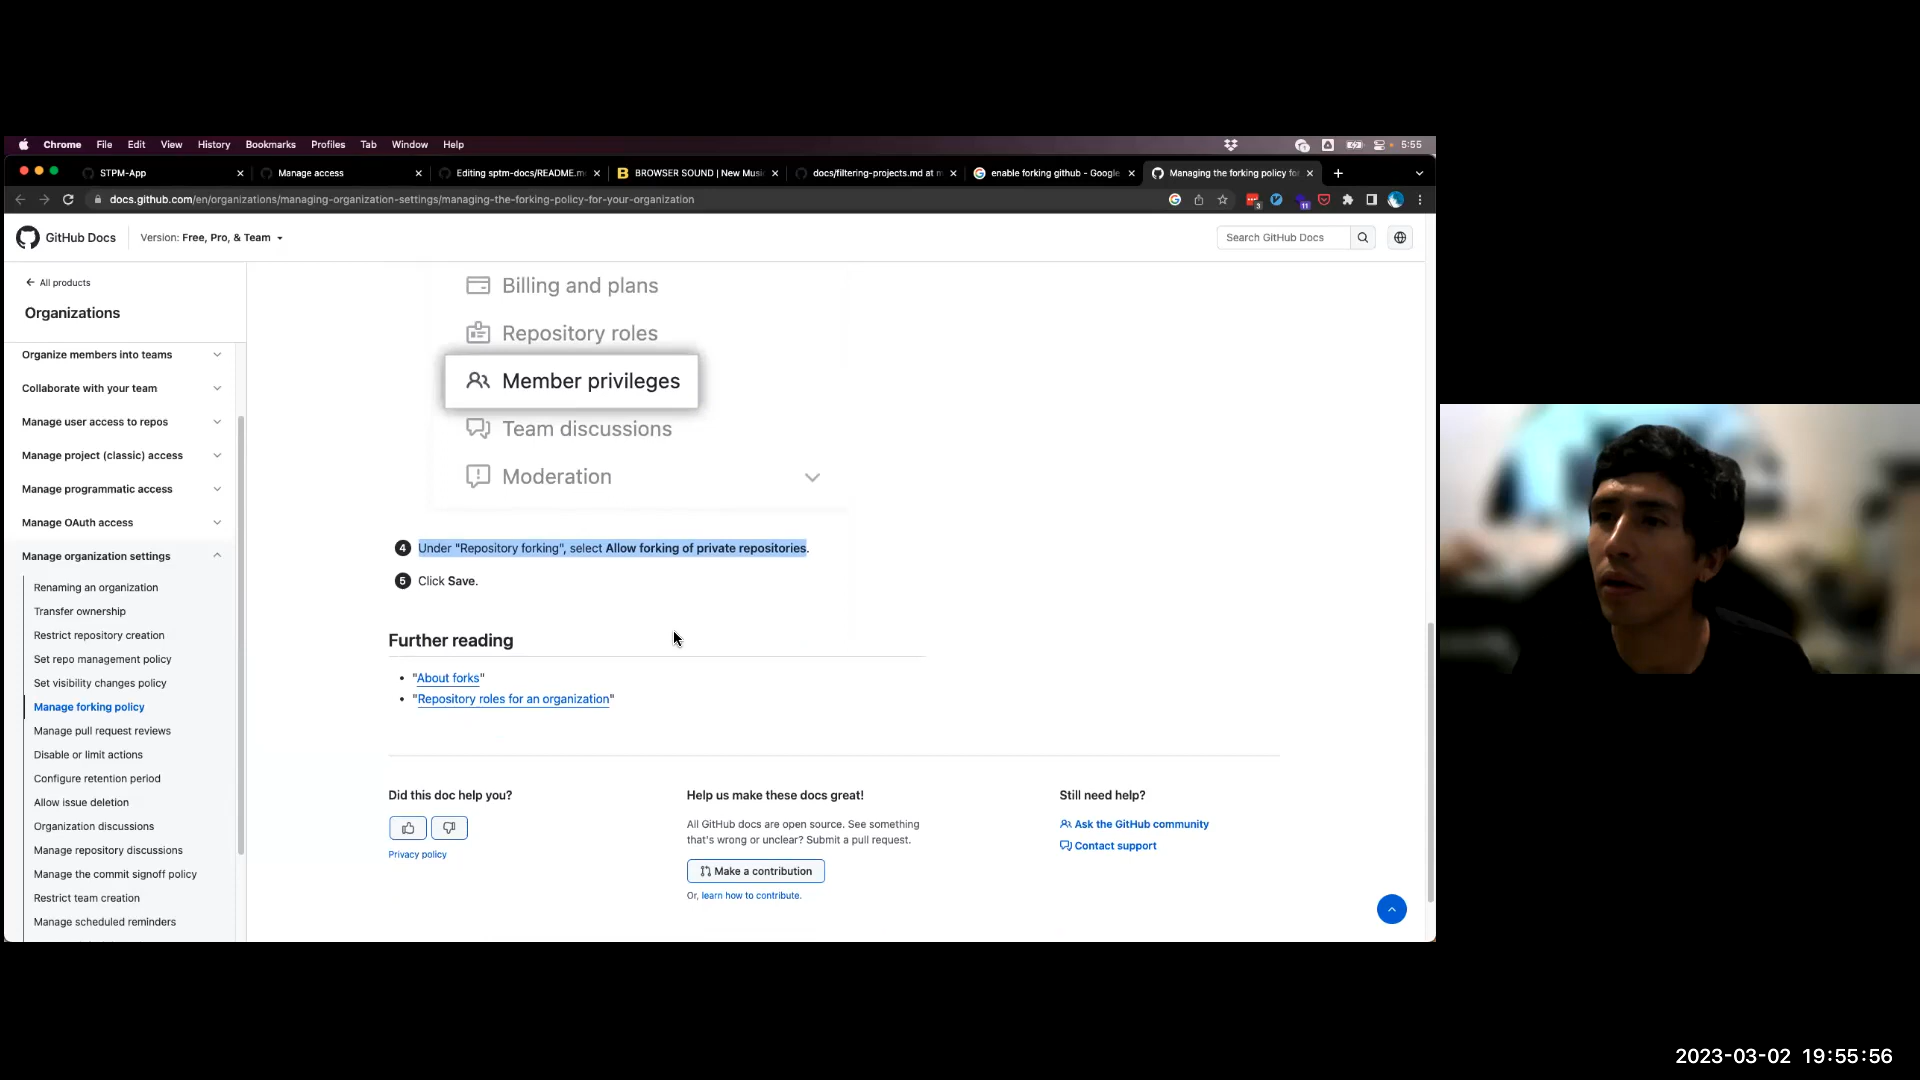 Chrome File Edit View History Bookmarks Profiles Tab Window Help 5:55
STPM-App
Manage access
Editing sptm-docs/README.m
BROWSER SOUND | New Musi
docs/filtering-projects.md at m
enable forking github - Google
Managing the forking policy fo
docs.github.com/en/organizations/managing-organization-settings/managing-the-forking-policy-for-your-organization
3
11
GitHub Docs
Version: Free, Pro, & Team
Search GitHub Docs
All products
Organizations
Organize members into teams
Collaborate with your team
Manage user access to repos
Manage project (classic) access
Manage programmatic access
Manage OAuth access
Manage organization settings
Renaming an organization
Transfer ownership
Restrict repository creation
Set repo management policy
Set visibility changes policy
Manage forking policy
Manage pull request reviews
Disable or limit actions
Configure retention period
Allow issue deletion
Organization discussions
Manage repository discussions
Manage the commit signoff policy
Restrict team creation
Manage scheduled reminders
Billing and plans
Repository roles
Member privileges
Team discussions
Moderation
4 Under "Repository forking", select Allow forking of private repositories.
5 Click Save.
Further reading
• "About forks"
• "Repository roles for an organization"
Did this doc help you?
Privacy policy
Help us make these docs great!
All GitHub docs are open source. See something
that's wrong or unclear? Submit a pull request.
Make a contribution
Or, learn how to contribute.
Still need help?
Ask the GitHub community
Contact support
2023-03-02 19:55:56